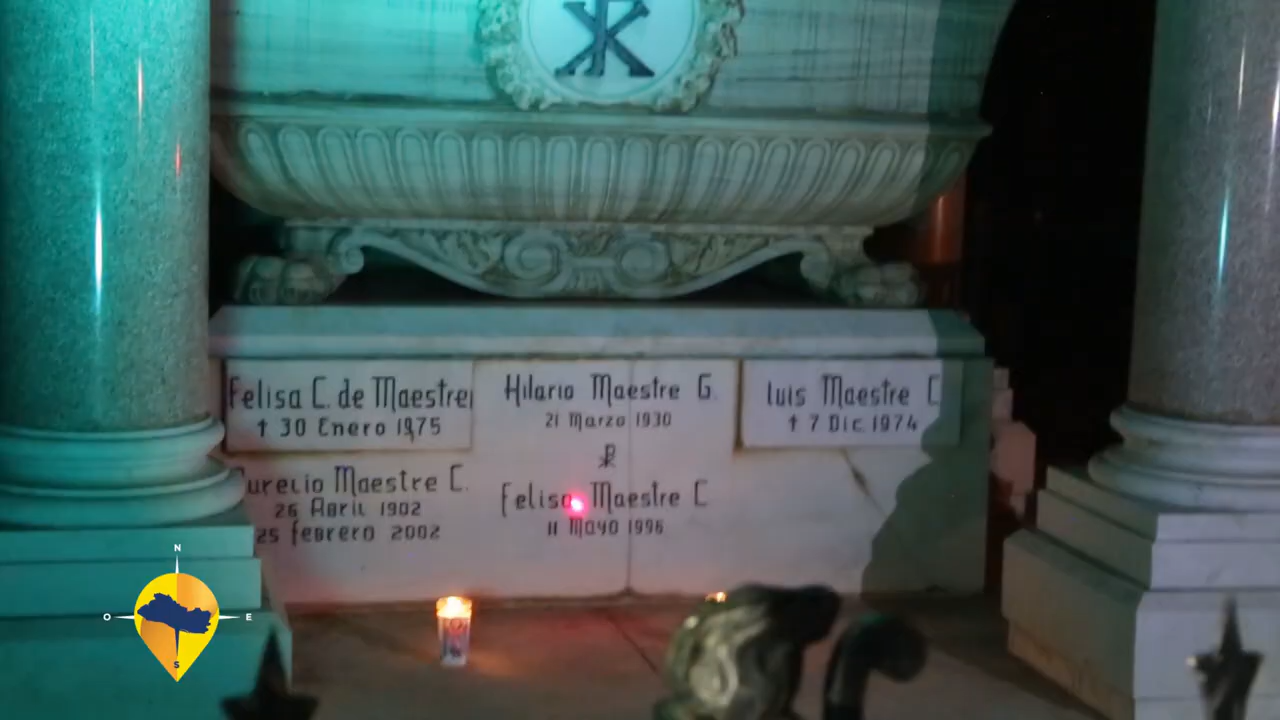 Felisa C. de Maestre
† 30 Enero 1975
Hilario Maestre G.
21 Marzo 1930
Luis Maestre C
† 7 Dic. 1974
urelio Maestre C.
26 Abril 1902
25 febrero 2002
Felisa Maestre C
11 Mayo 1996
N
O E
S